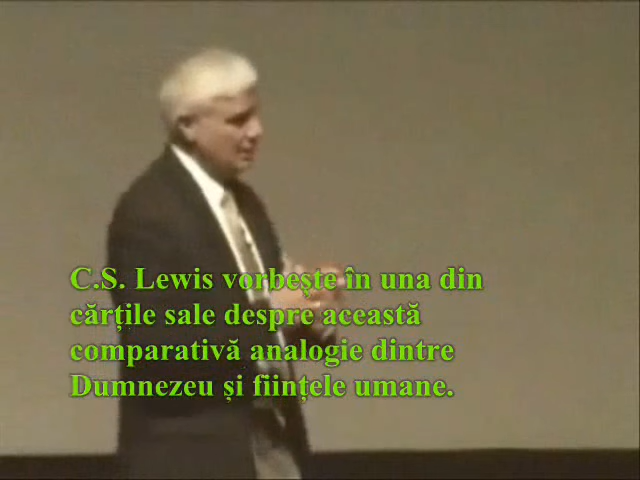 C.S. Lewis vorbește în una din
cărțile sale despre această
comparativă analogie dintre
Dumnezeu și ființele umane.